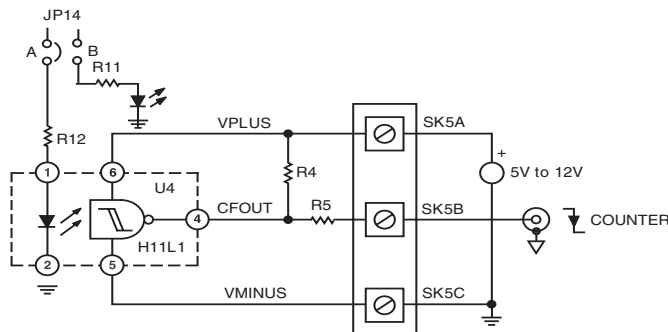 JP14
A
B
R11
R12
VPLUS
SK5A
+
5V to 12V
1
6
U4
R4
4
CFOUT
R5
SK5B
COUNTER
H11L1
2
5
VMINUS
SK5C